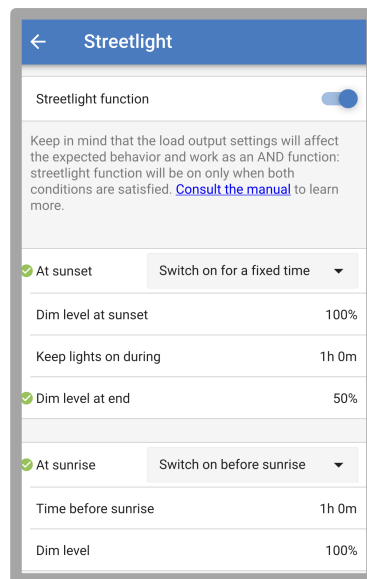 Streetlight
Streetlight function
Keep in mind that the load output settings will affect
the expected behavior and work as an AND function:
streetlight function will be on only when both
conditions are satisfied. Consult the manual to learn
more.
At sunset Switch on for a fixed time
Dim level at sunset 100%
Keep lights on during 1h 0m
Dim level at end 50%
At sunrise Switch on before sunrise
Time before sunrise 1h 0m
Dim level 100%